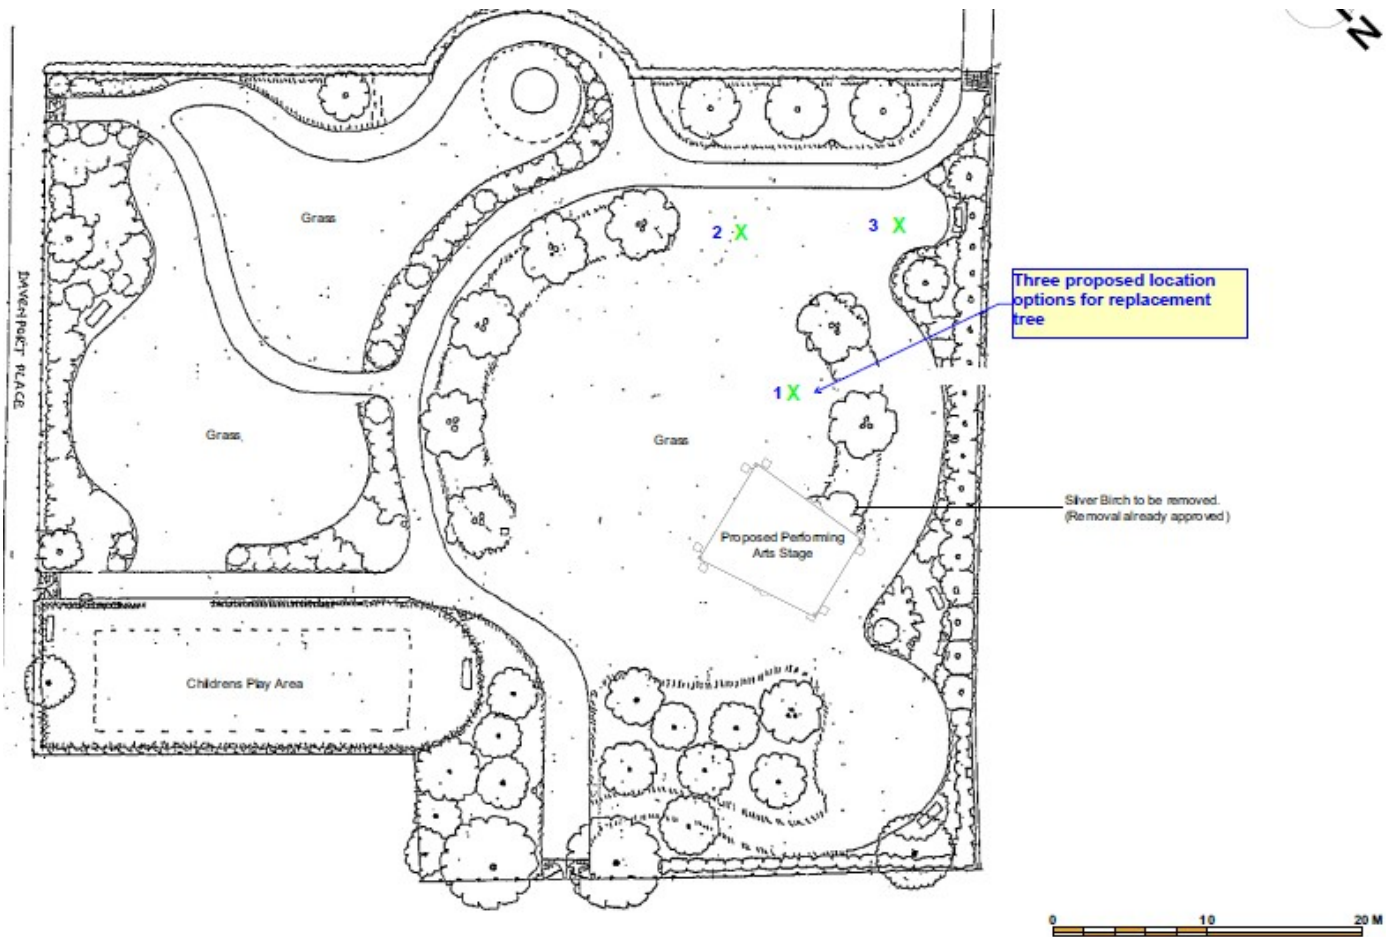 N
Grass
2 X
3 X
Three proposed location
options for replacement
tree
DAVENPORT PLACE
1 X
Grass
Grass
Silver Birch to be removed.
(Removal already approved)
Proposed Performing
Arts Stage
Childrens Play Area
0 10 20 M